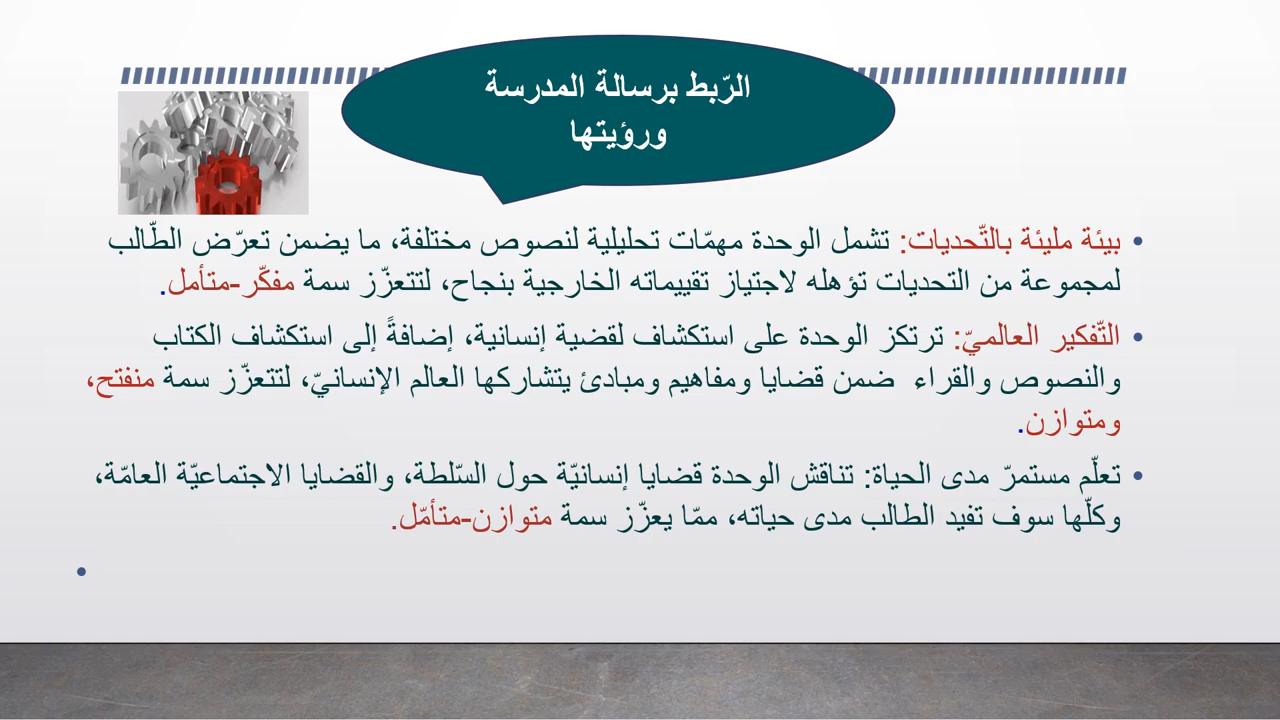 الرّبط برسالة المدرسة
ورؤيتها
• بيئة مليئة بالتّحديات: تشمل الوحدة مهمّات تحليلية لنصوص مختلفة، ما يضمن تعرّض الطّالب
لمجموعة من التحديات تؤهله لاجتياز تقييماته الخارجية بنجاح، لتتعزّز سمة مفكّر-متأمل.
• التّفكير العالميّ: ترتكز الوحدة على استكشاف لقضية إنسانية، إضافةً إلى استكشاف الكتاب
والنصوص والقراء ضمن قضايا ومفاهيم ومبادئ يتشاركها العالم الإنسانيّ، لتتعزّز سمة منفتح،
ومتوازن.
• تعلّم مستمرّ مدى الحياة: تناقش الوحدة قضايا إنسانيّة حول السّلطة، والقضايا الاجتماعيّة العامّة،
وكلّها سوف تفيد الطالب مدى حياته، ممّا يعزّز سمة متوازن-متأمّل.